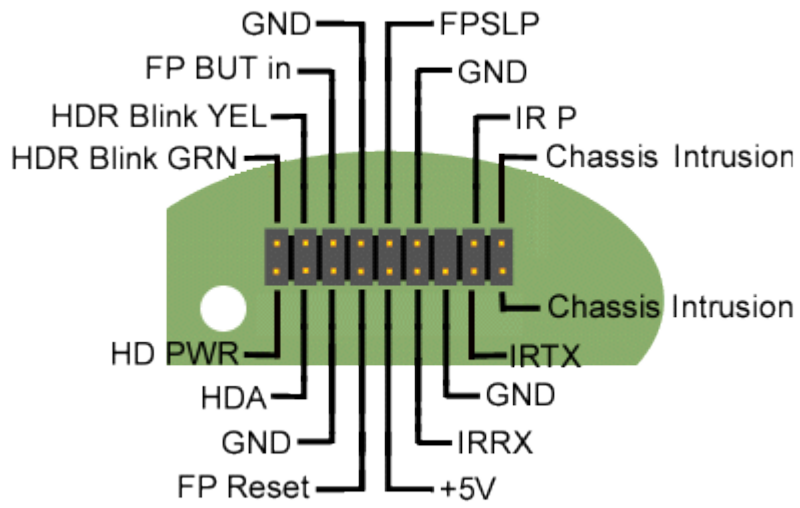 GND
FPSLP
FP BUT in
GND
HDR Blink YEL
IR P
HDR Blink GRN
Chassis Intrusion
Chassis Intrusion
HD PWR
IRTX
HDA
GND
GND
IRRX
FP Reset
+5V